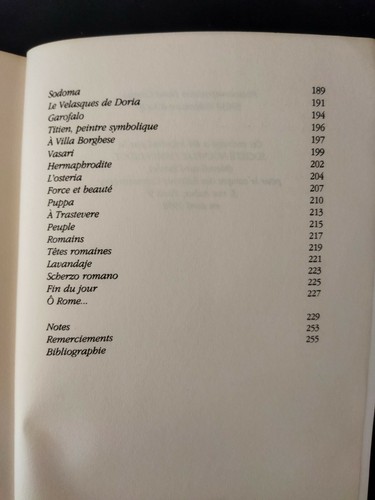 Sodoma 189
Le Velasques de Doria 191
Garofalo 194
Titien, peintre symbolique 196
À Villa Borghese 197
Vasari 199
Hermaphrodite 202
L'osteria 204
Force et beauté 207
Puppa 210
À Trastevere 213
Peuple 215
Romains 217
Têtes romaines 219
Lavandaje 221
Scherzo romano 223
Fin du jour 225
Ô Rome... 227
Notes 229
Remerciements 253
Bibliographie 255